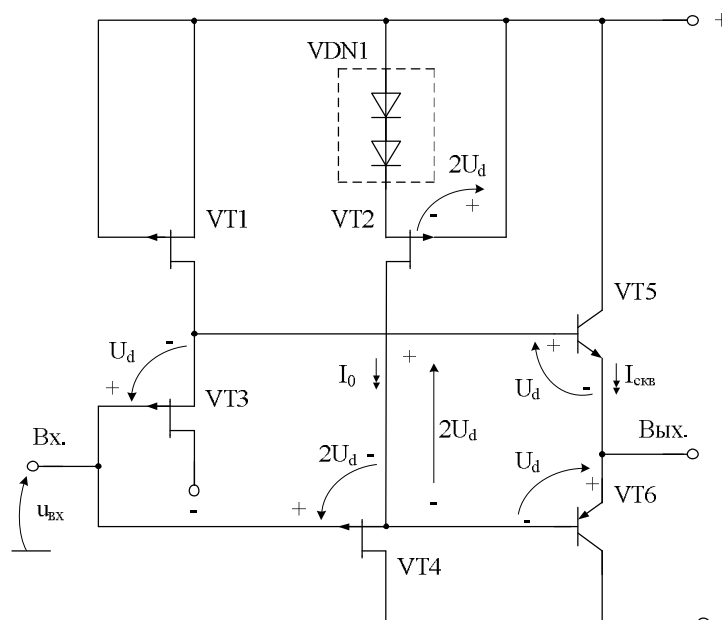 +
VDN1
2U_d
+
-
VT1
VT2
VT5
U_d
-
+
I_0
+
+
U_d
-
I_скв
VT3
Вх.
2U_d
-
+
2U_d
-
U_d
+
-
Вых.
VT6
-
u_вх
VT4